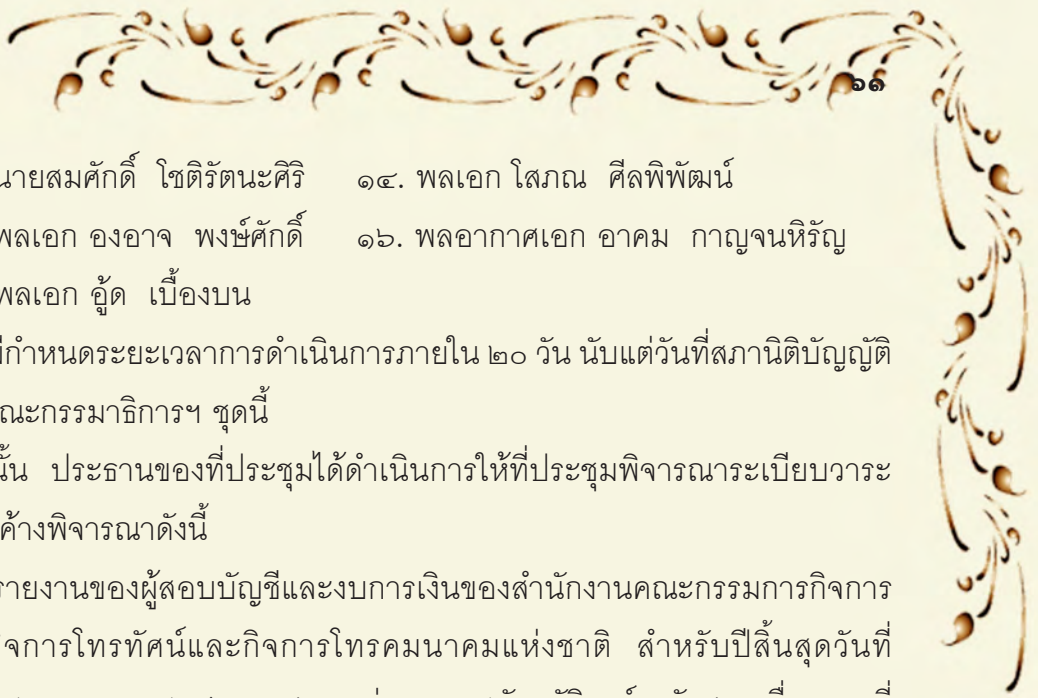 ๑๑
นายสมศักดิ์ โชติรัตนะศิริ ๑๔. พลเอก โสภณ ศีลพิพัฒน์
พลเอก องอาจ พงษ์ศักดิ์ ๑๖. พลอากาศเอก อาคม กาญจนหิรัญ
พลเอก อู้ด เบื้องบน
มีกำหนดระยะเวลาการดำเนินการภายใน ๒๐ วัน นับแต่วันที่สภานิติบัญญัติ
คณะกรรมาธิการฯ ชุดนี้
นั้น ประธานของที่ประชุมได้ดำเนินการให้ที่ประชุมพิจารณาระเบียบวาระ
ค้างพิจารณาดังนี้
รายงานของผู้สอบบัญชีและงบการเงินของสำนักงานคณะกรรมการกิจการ
กิจการโทรทัศน์และกิจการโทรคมนาคมแห่งชาติ สำหรับปีสิ้นสุดวันที่